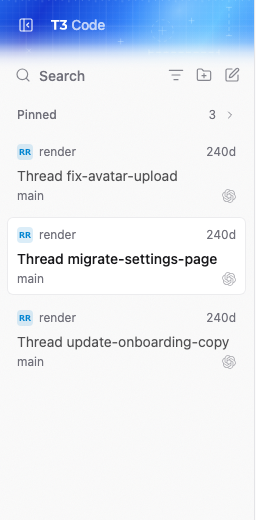 T3 Code
Search
Pinned 3
RR render 240d
Thread fix-avatar-upload
main
RR render 240d
Thread migrate-settings-page
main
RR render 240d
Thread update-onboarding-copy
main